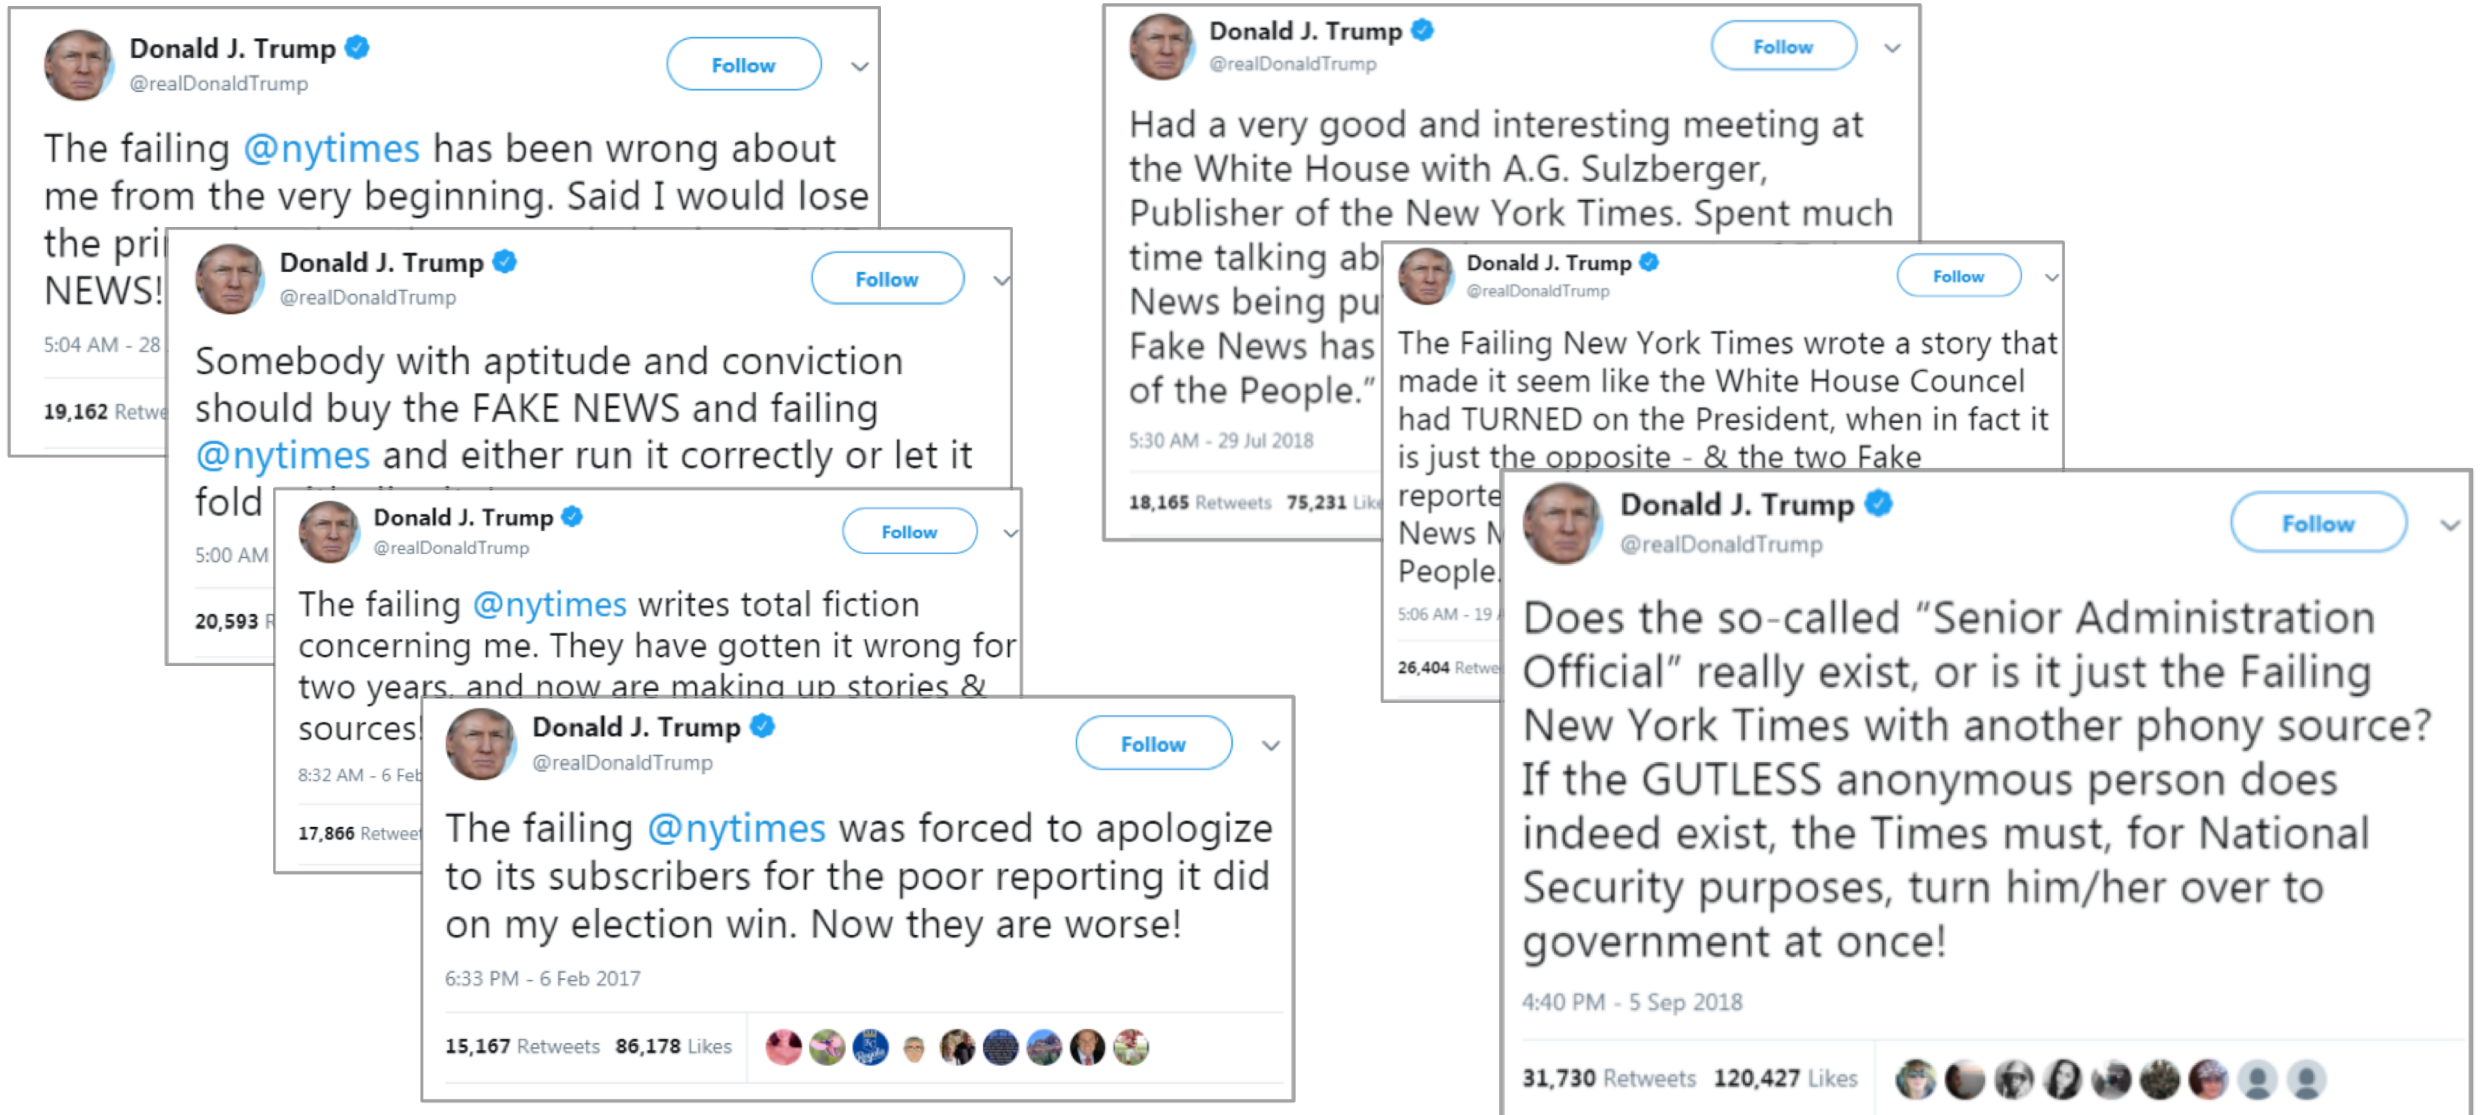 Donald J. Trump
@realDonaldTrump
Follow
The failing @nytimes has been wrong about
me from the very beginning. Said I would lose
the
NEWS!
5:04 AM - 28
19,162
Donald J. Trump
@realDonaldTrump
Follow
Somebody with aptitude and conviction
should buy the FAKE NEWS and failing
@nytimes and either run it correctly or let it
fold
5:00 AM
20,593
Donald J. Trump
@realDonaldTrump
Follow
The failing @nytimes writes total fiction
concerning me. They have gotten it wrong for
two years, and now are making up stories &
sources!
8:32 AM - 6 Feb
17,866 Retweet
Donald J. Trump
@realDonaldTrump
Follow
The failing @nytimes was forced to apologize
to its subscribers for the poor reporting it did
on my election win. Now they are worse!
6:33 PM - 6 Feb 2017
15,167 Retweets 86,178 Likes
Donald J. Trump
@realDonaldTrump
Follow
Had a very good and interesting meeting at
the White House with A.G. Sulzberger,
Publisher of the New York Times. Spent much
time talking
News being
Fake News has
of the People.”
5:30 AM - 29 Jul 2018
18,165 Retweets 75,231
Donald J. Trump
@realDonaldTrump
Follow
The Failing New York Times wrote a story that
made it seem like the White House Councel
had TURNED on the President, when in fact it
is just the opposite - & the two Fake
reporte
News
People.
5:06 AM - 19
26,404
Donald J. Trump
@realDonaldTrump
Follow
Does the so-called “Senior Administration
Official” really exist, or is it just the Failing
New York Times with another phony source?
If the GUTLESS anonymous person does
indeed exist, the Times must, for National
Security purposes, turn him/her over to
government at once!
4:40 PM - 5 Sep 2018
31,730 Retweets 120,427 Likes